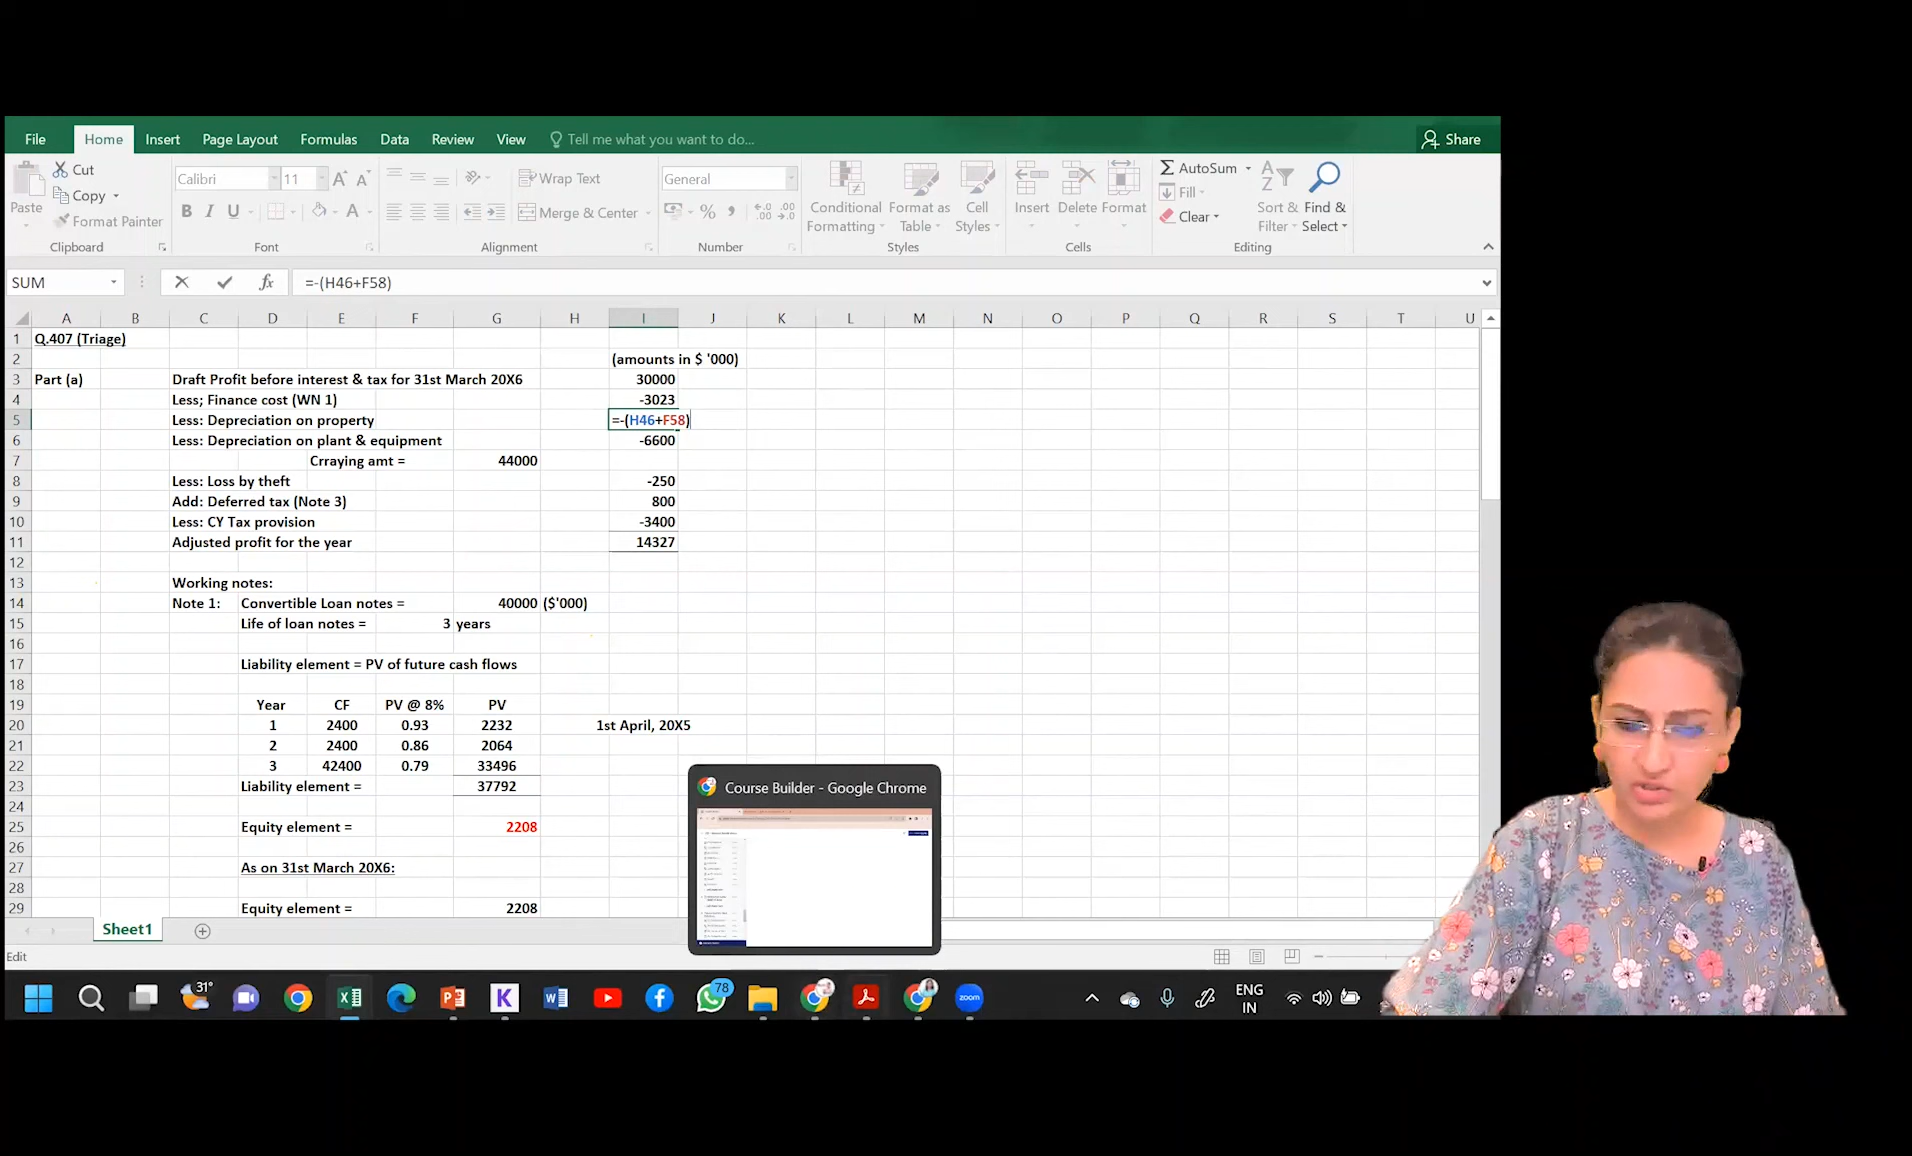 File Home Insert Page Layout Formulas Data Review View Tell me what you want to do... Share
Paste Cut Copy Format Painter
Clipboard
Calibri 11 A A
B I U A
Font
Wrap Text
Merge & Center
Alignment
General
% , .00 .00
Number
Conditional Formatting Format as Table Cell Styles
Styles
Insert Delete Format
Cells
AutoSum Fill Clear
Sort & Filter Find & Select
Editing
SUM fx =-(H46+F58)
A B C D E F G H I J K L M N O P Q R S T U
1 Q.407 (Triage)
2 (amounts in $ '000)
3 Part (a) Draft Profit before interest & tax for 31st March 20X6 30000
4 Less; Finance cost (WN 1) -3023
5 Less: Depreciation on property =-(H46+F58)
6 Less: Depreciation on plant & equipment -6600
7 Crraying amt = 44000
8 Less: Loss by theft -250
9 Add: Deferred tax (Note 3) 800
10 Less: CY Tax provision -3400
11 Adjusted profit for the year 14327
12
13 Working notes:
14 Note 1: Convertible Loan notes = 40000 ($'000)
15 Life of loan notes = 3 years
16
17 Liability element = PV of future cash flows
18
19 Year CF PV @ 8% PV
20 1 2400 0.93 2232 1st April, 20X5
21 2 2400 0.86 2064
22 3 42400 0.79 33496
23 Liability element = 37792
24
25 Equity element = 2208
26
27 As on 31st March 20X6:
28
29 Equity element = 2208
Course Builder - Google Chrome
Sheet1
Edit
31° 78 zoom ENG IN